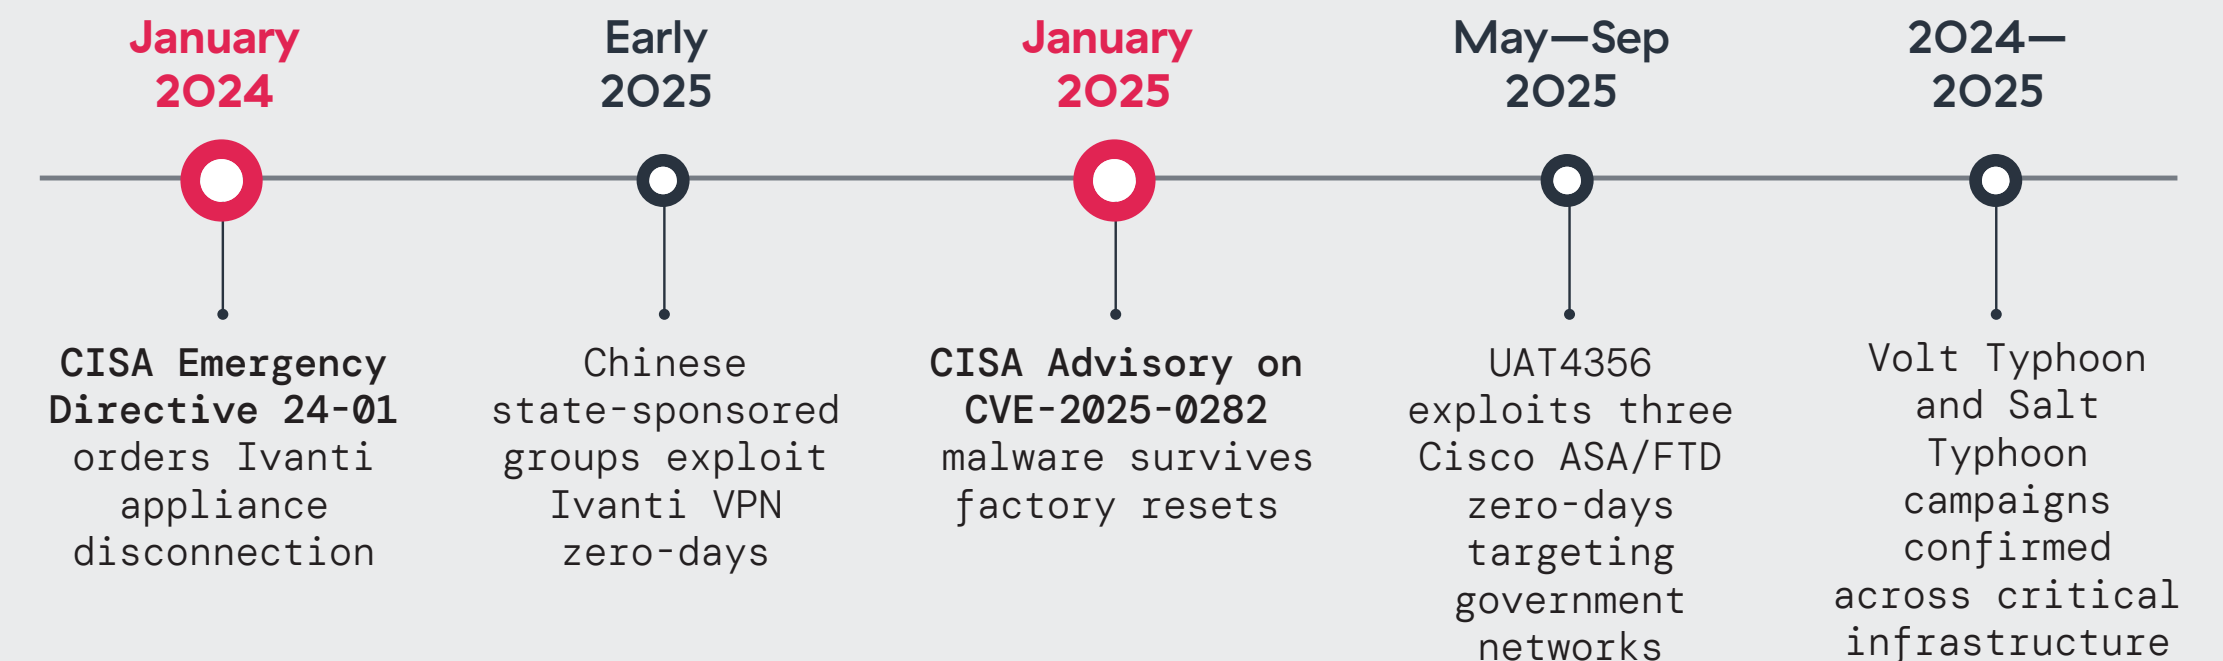 January
2024
CISA Emergency
Directive 24-01
orders Ivanti
appliance
disconnection
Early
2025
Chinese
state-sponsored
groups exploit
Ivanti VPN
zero-days
January
2025
CISA Advisory on
CVE-2025-0282
malware survives
factory resets
May—Sep
2025
UAT4356
exploits three
Cisco ASA/FTD
zero-days
targeting
government
networks
2024—
2025
Volt Typhoon
and Salt
Typhoon
campaigns
confirmed
across critical
infrastructure